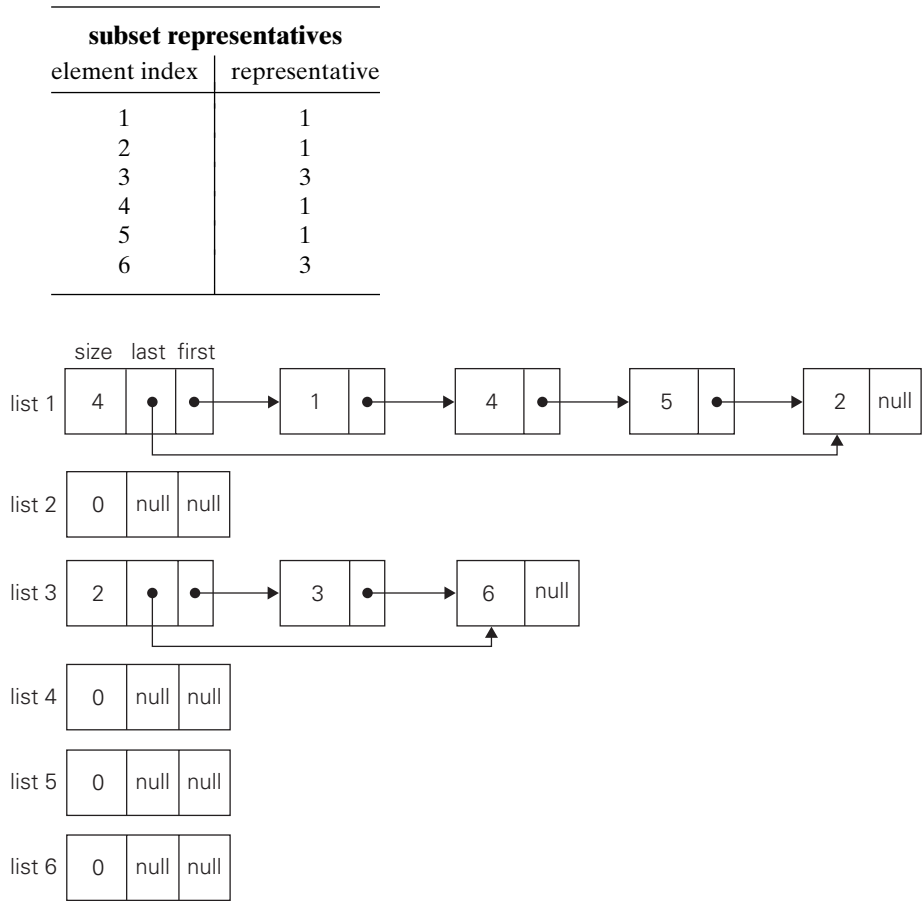 subset representatives
element index representative
1 1
2 1
3 3
4 1
5 1
6 3
size last first
list 1 4 1 4 5 2 null
list 2 0 null null
list 3 2 3 6 null
list 4 0 null null
list 5 0 null null
list 6 0 null null